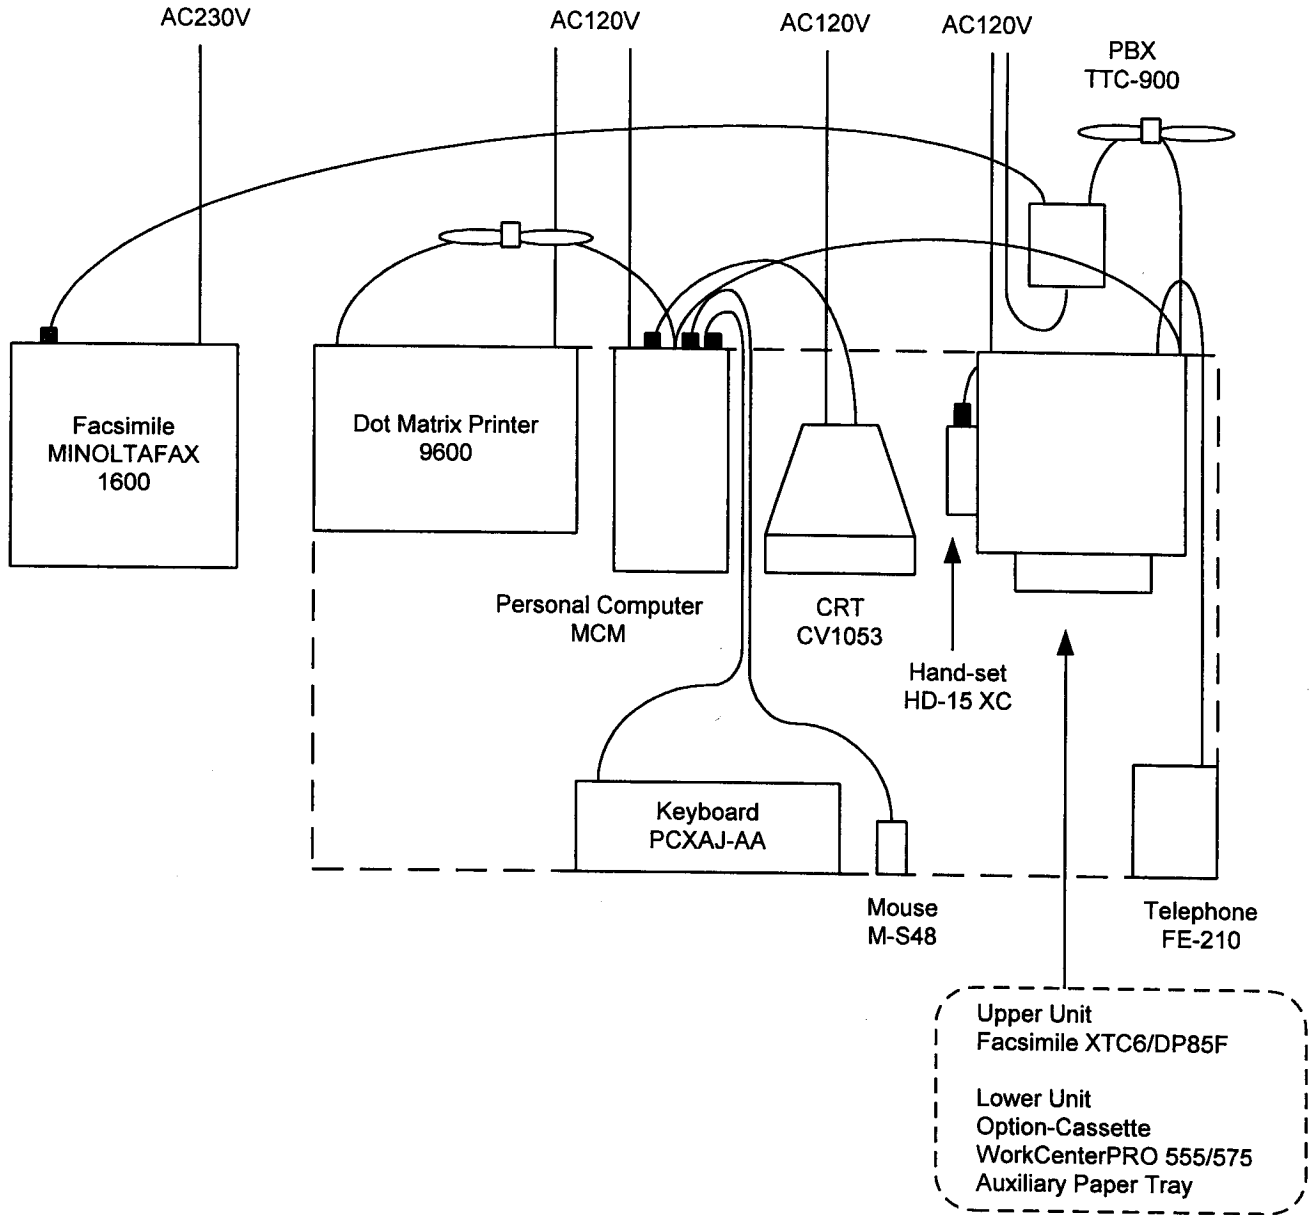 AC230V
AC120V
AC120V
AC120V
PBX
TTC-900
Facsimile
MINOLTAFAX
1600
Dot Matrix Printer
9600
Personal Computer
MCM
CRT
CV1053
Hand-set
HD-15 XC
Keyboard
PCXAJ-AA
Mouse
M-S48
Telephone
FE-210
Upper Unit
Facsimile XTC6/DP85F
Lower Unit
Option-Cassette
WorkCenterPRO 555/575
Auxiliary Paper Tray